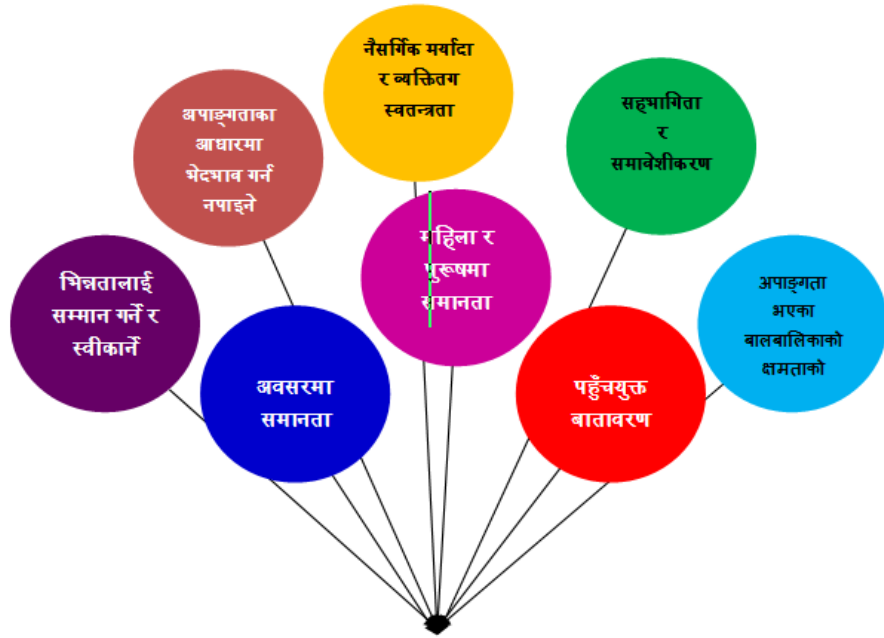 नैसर्गिक मर्यादा
र व्यक्तितग
स्वतन्त्रता
अपाङ्गताका
आधारमा
भेदभाव गर्न
नपाइने
सहभागिता
र
समावेशीकरण
महिला र
पुरूषमा
समानता
भिन्नतालाई
सम्मान गर्ने र
स्वीकार्ने
अपाङ्गता
भएका
बालबालिकाको
क्षमताको
अवसरमा
समानता
पहुँचयुक्त
बातावरण